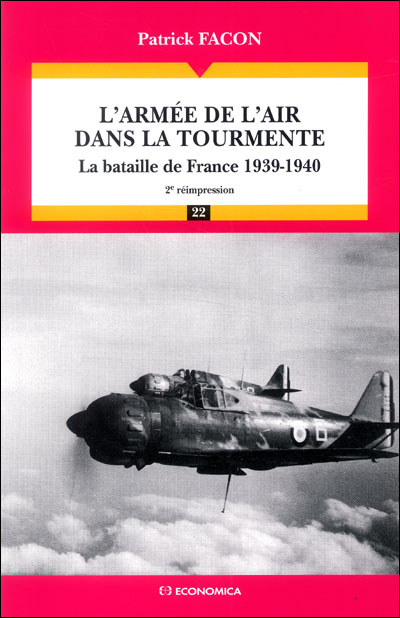 Patrick FACON
L'ARMÉE DE L'AIR
DANS LA TOURMENTE
La bataille de France 1939-1940
2e réimpression
22
ECONOMICA